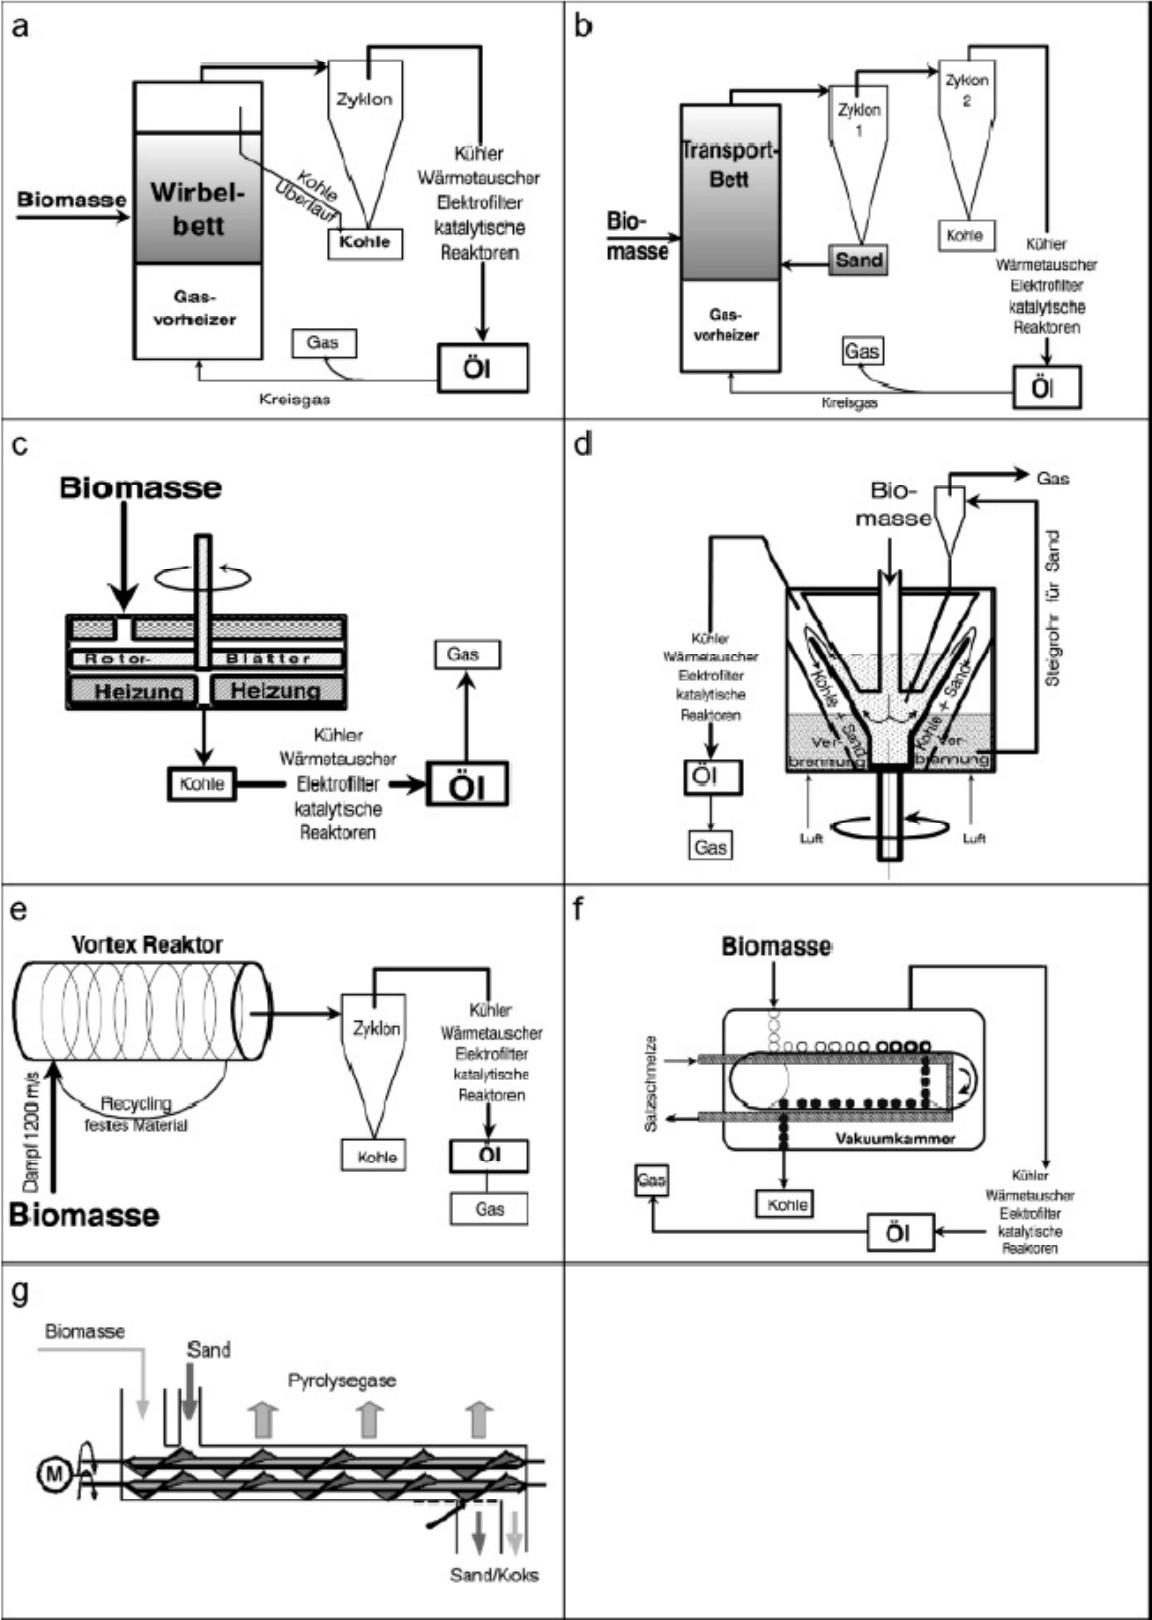 a
Zyklon
Wirbel-
bett
Biomasse
Kohle
Überlauf
Kohle
Kühler
Wärmetauscher
Elektrofilter
katalytische
Reaktoren
Gas-
vorheizer
Gas
Öl
Kreisgas
b
Zyklon
1
Zyklon
2
Transport-
Bett
Bio-
masse
Sand
Kohle
Kühler
Wärmetauscher
Elektrofilter
katalytische
Reaktoren
Gas-
vorheizer
Gas
Öl
Kreisgas
c
Biomasse
Rotor-
Blätter
Heizung
Heizung
Kohle
Kühler
Wärmetauscher
Elektrofilter
katalytische
Reaktoren
Gas
Öl
d
Bio-
masse
Gas
Steigrohr für Sand
Kühler
Wärmetauscher
Elektrofilter
katalytische
Reaktoren
Öl
Gas
Kohle + Sand
Kohle + Sand
Ver-
brennung
Ver-
brennung
Luft
Luft
e
Vortex Reaktor
Zyklon
Kühler
Wärmetauscher
Elektrofilter
katalytische
Reaktoren
Dampf 1200 m/s
Recycling
festes Material
Kohle
Öl
Gas
Biomasse
f
Biomasse
Salzschmelze
Vakuumkammer
Kohle
Gas
Öl
Kühler
Wärmetauscher
Elektrofilter
katalytische
Reaktoren
g
Biomasse
Sand
Pyrolysegase
M
Sand/Koks